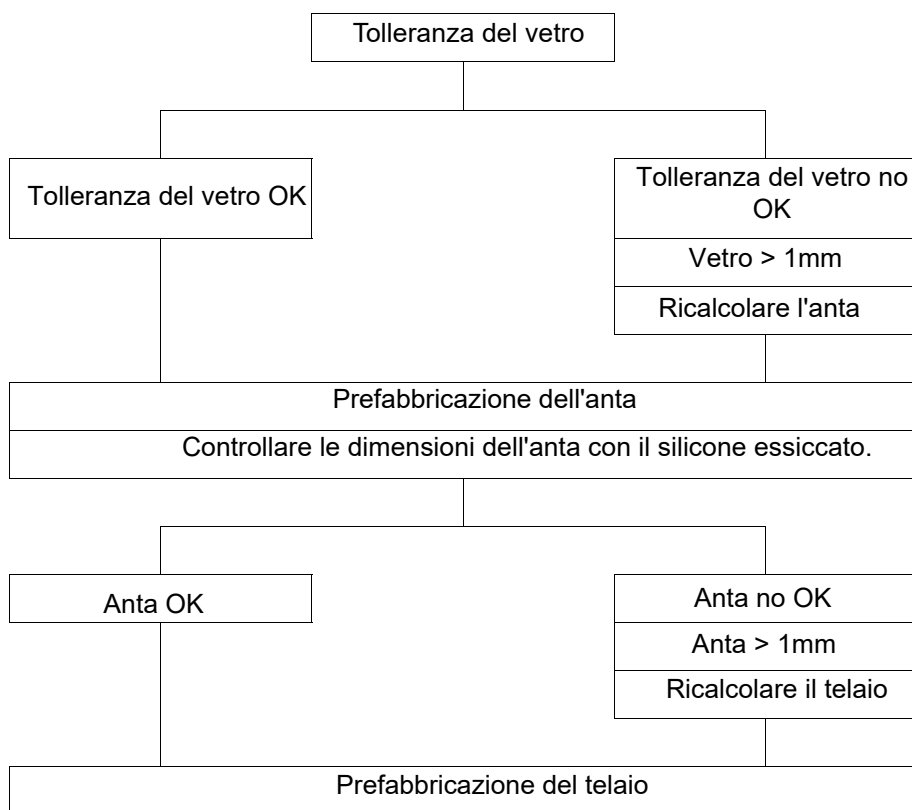 Tolleranza del vetro
Tolleranza del vetro OK
Tolleranza del vetro no
OK
Vetro > 1mm
Ricalcolare l'anta
Prefabbricazione dell'anta
Controllare le dimensioni dell'anta con il silicone essiccato.
Anta OK
Anta no OK
Anta > 1mm
Ricalcolare il telaio
Prefabbricazione del telaio